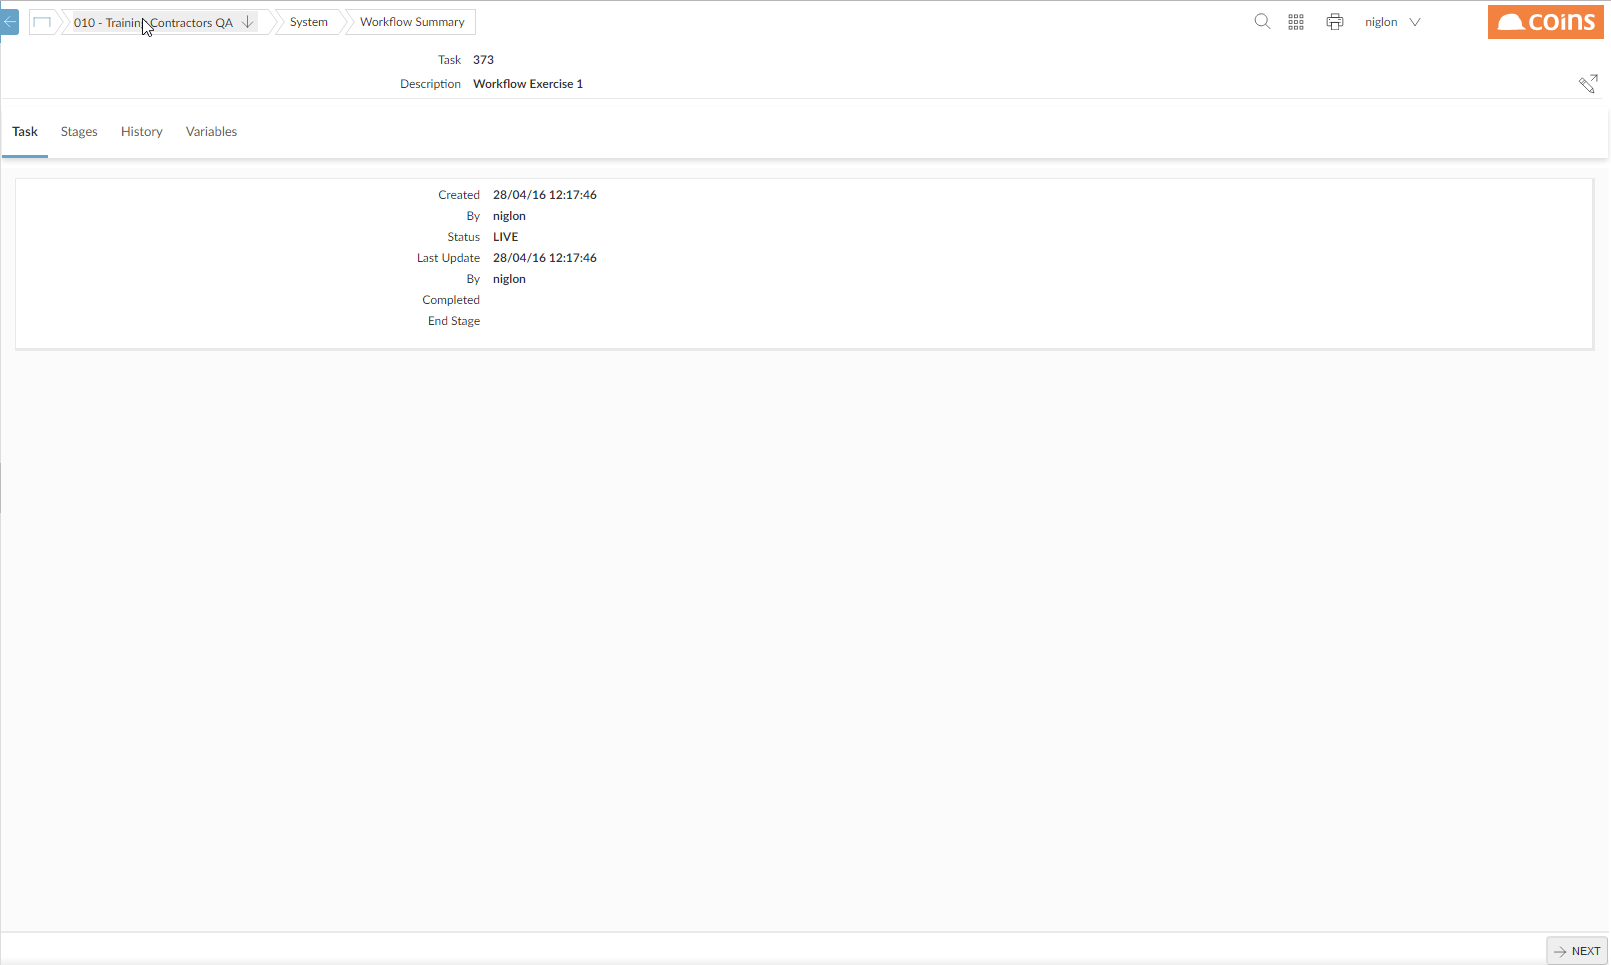 010 - Training Contractors QA
System
Workflow Summary
niglon
coins
Task 373
Description Workflow Exercise 1
Task Stages History Variables
Created 28/04/16 12:17:46
By niglon
Status LIVE
Last Update 28/04/16 12:17:46
By niglon
Completed
End Stage
NEXT